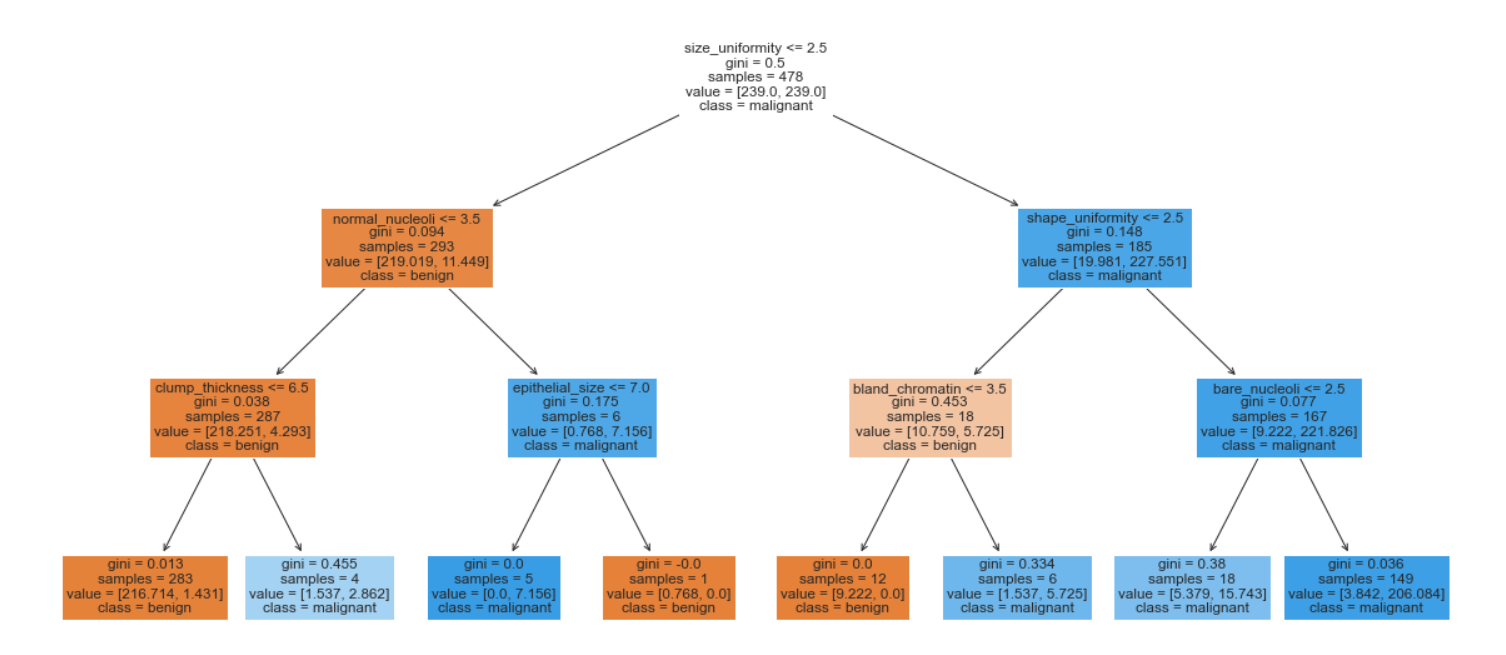 size_uniformity <= 2.5
gini = 0.5
samples = 478
value = [239.0, 239.0]
class = malignant
normal_nucleoli <= 3.5
gini = 0.094
samples = 293
value = [219.019, 11.449]
class = benign
shape_uniformity <= 2.5
gini = 0.148
samples = 185
value = [19.981, 227.551]
class = malignant
clump_thickness <= 6.5
gini = 0.038
samples = 287
value = [218.251, 4.293]
class = benign
epithelial_size <= 7.0
gini = 0.175
samples = 6
value = [0.768, 7.156]
class = malignant
bland_chromatin <= 3.5
gini = 0.453
samples = 18
value = [10.759, 5.725]
class = benign
bare_nucleoli <= 2.5
gini = 0.077
samples = 167
value = [9.222, 221.826]
class = malignant
gini = 0.013
samples = 283
value = [216.714, 1.431]
class = benign
gini = 0.455
samples = 4
value = [1.537, 2.862]
class = malignant
gini = 0.0
samples = 5
value = [0.0, 7.156]
class = malignant
gini = -0.0
samples = 1
value = [0.768, 0.0]
class = benign
gini = 0.0
samples = 12
value = [9.222, 0.0]
class = benign
gini = 0.334
samples = 6
value = [1.537, 5.725]
class = malignant
gini = 0.38
samples = 18
value = [5.379, 15.743]
class = malignant
gini = 0.036
samples = 149
value = [3.842, 206.084]
class = malignant